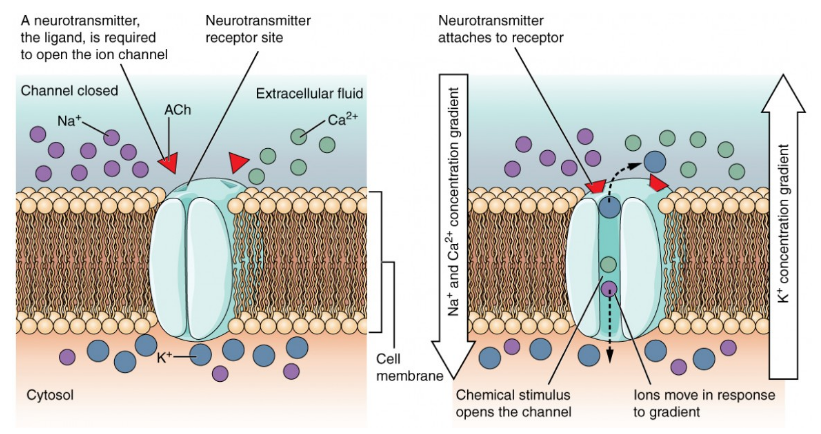 A neurotransmitter,
the ligand, is required
to open the ion channel
Neurotransmitter
receptor site
Channel closed
Extracellular fluid
Na⁺
ACh
Ca²⁺
K⁺
Cytosol
Cell
membrane
Neurotransmitter
attaches to receptor
Na⁺ and Ca²⁺ concentration gradient
K⁺ concentration gradient
Chemical stimulus
opens the channel
Ions move in response
to gradient